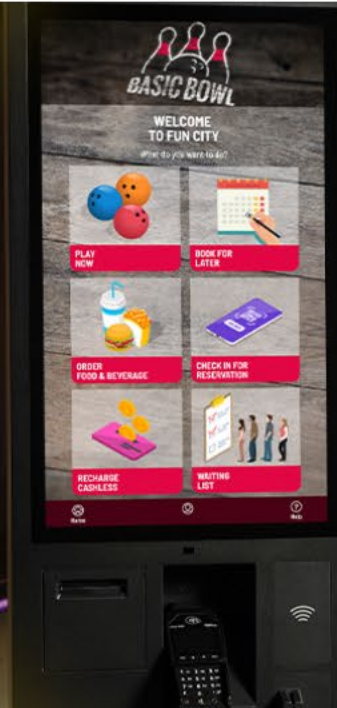 BASIC BOWL
WELCOME
TO FUN CITY
What do you want to do?
PLAY
NOW
BOOK FOR
LATER
ORDER
FOOD & BEVERAGE
CHECK IN FOR
RESERVATION
RECHARGE
CASHLESS
WAITING
LIST
Home
Help